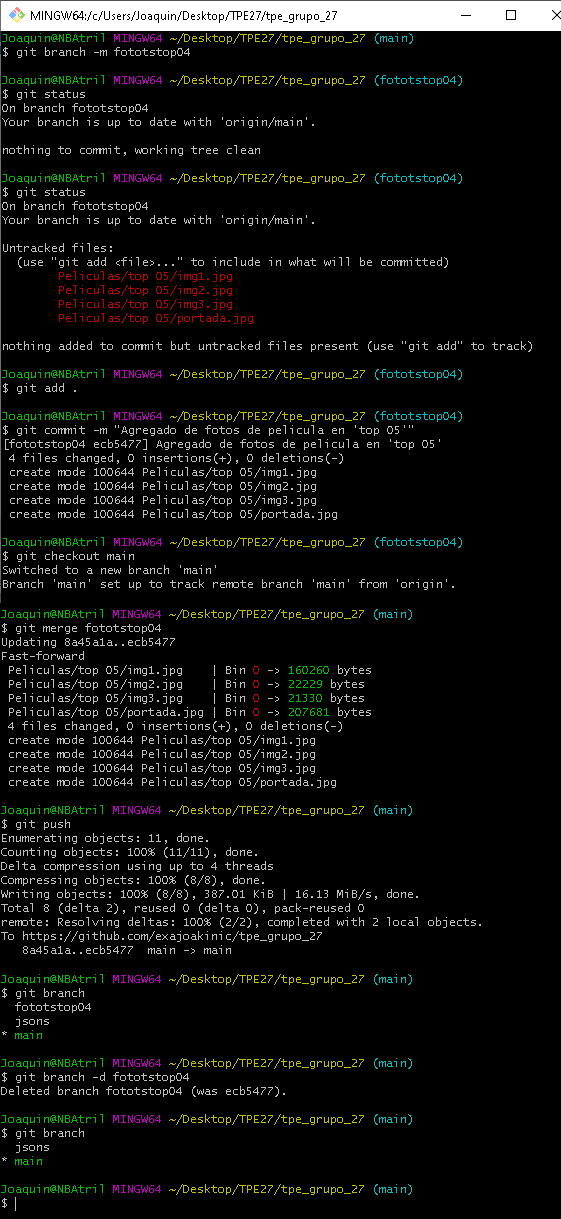 MINGW64:/c/Users/Joaquin/Desktop/TPE27/tpe_grupo_27
Joaquin@NBAtril MINGW64 ~/Desktop/TPE27/tpe_grupo_27 (main)
$ git branch -m fototstop04
Joaquin@NBAtril MINGW64 ~/Desktop/TPE27/tpe_grupo_27 (fototstop04)
$ git status
On branch fototstop04
Your branch is up to date with 'origin/main'.
nothing to commit, working tree clean
Joaquin@NBAtril MINGW64 ~/Desktop/TPE27/tpe_grupo_27 (fototstop04)
$ git status
On branch fototstop04
Your branch is up to date with 'origin/main'.
Untracked files:
(use "git add <file>..." to include in what will be committed)
Peliculas/top 05/img1.jpg
Peliculas/top 05/img2.jpg
Peliculas/top 05/img3.jpg
Peliculas/top 05/portada.jpg
nothing added to commit but untracked files present (use "git add" to track)
Joaquin@NBAtril MINGW64 ~/Desktop/TPE27/tpe_grupo_27 (fototstop04)
$ git add .
Joaquin@NBAtril MINGW64 ~/Desktop/TPE27/tpe_grupo_27 (fototstop04)
$ git commit -m "Agregado de fotos de pelicula en 'top 05'"
[fototstop04 ecb5477] Agregado de fotos de pelicula en 'top 05'
4 files changed, 0 insertions(+), 0 deletions(-)
create mode 100644 Peliculas/top 05/img1.jpg
create mode 100644 Peliculas/top 05/img2.jpg
create mode 100644 Peliculas/top 05/img3.jpg
create mode 100644 Peliculas/top 05/portada.jpg
Joaquin@NBAtril MINGW64 ~/Desktop/TPE27/tpe_grupo_27 (fototstop04)
$ git checkout main
Switched to a new branch 'main'
Branch 'main' set up to track remote branch 'main' from 'origin'.
Joaquin@NBAtril MINGW64 ~/Desktop/TPE27/tpe_grupo_27 (main)
$ git merge fototstop04
Updating 8a45a1a..ecb5477
Fast-forward
Peliculas/top 05/img1.jpg | Bin 0 -> 160260 bytes
Peliculas/top 05/img2.jpg | Bin 0 -> 22229 bytes
Peliculas/top 05/img3.jpg | Bin 0 -> 21330 bytes
Peliculas/top 05/portada.jpg | Bin 0 -> 207681 bytes
4 files changed, 0 insertions(+), 0 deletions(-)
create mode 100644 Peliculas/top 05/img1.jpg
create mode 100644 Peliculas/top 05/img2.jpg
create mode 100644 Peliculas/top 05/img3.jpg
create mode 100644 Peliculas/top 05/portada.jpg
Joaquin@NBAtril MINGW64 ~/Desktop/TPE27/tpe_grupo_27 (main)
$ git push
Enumerating objects: 11, done.
Counting objects: 100% (11/11), done.
Delta compression using up to 4 threads
Compressing objects: 100% (8/8), done.
Writing objects: 100% (8/8), 387.01 KiB | 16.13 MiB/s, done.
Total 8 (delta 2), reused 0 (delta 0), pack-reused 0
remote: Resolving deltas: 100% (2/2), completed with 2 local objects.
To https://github.com/exajoakinic/tpe_grupo_27
8a45a1a..ecb5477 main -> main
Joaquin@NBAtril MINGW64 ~/Desktop/TPE27/tpe_grupo_27 (main)
$ git branch
fototstop04
jsons
* main
Joaquin@NBAtril MINGW64 ~/Desktop/TPE27/tpe_grupo_27 (main)
$ git branch -d fototstop04
Deleted branch fototstop04 (was ecb5477).
Joaquin@NBAtril MINGW64 ~/Desktop/TPE27/tpe_grupo_27 (main)
$ git branch
jsons
* main
Joaquin@NBAtril MINGW64 ~/Desktop/TPE27/tpe_grupo_27 (main)
$